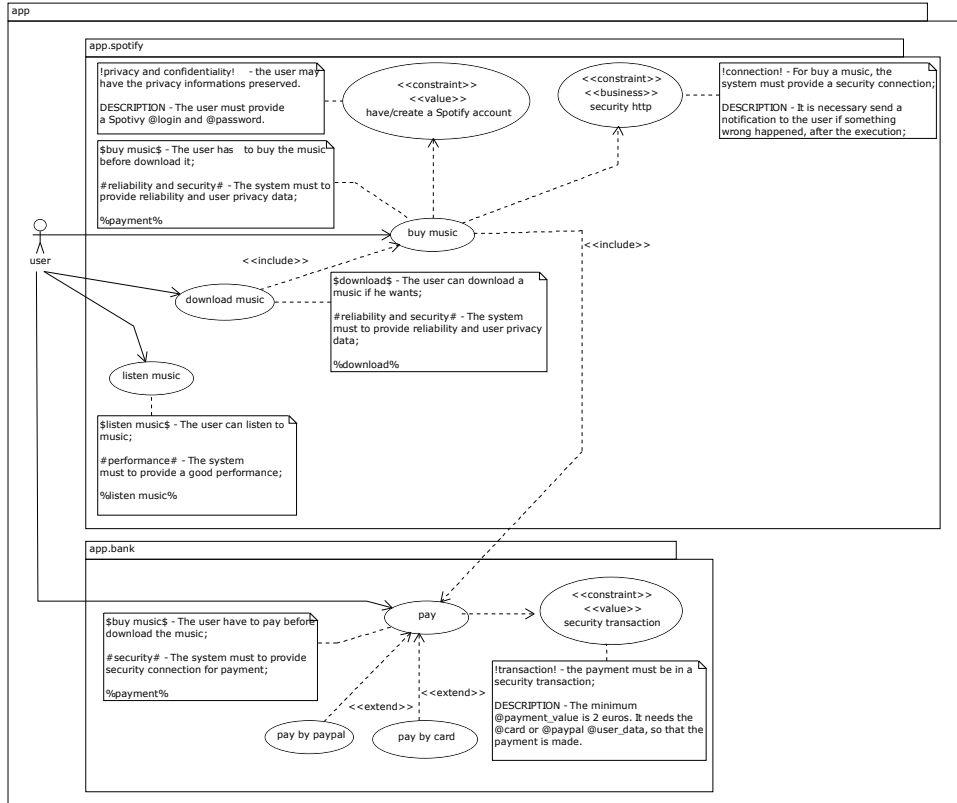 app
app.spotify
!privacy and confidentiality! - the user may
have the privacy informations preserved.
DESCRIPTION - The user must provide
a Spotivy @login and @password.
<<constraint>>
<<value>>
have/create a Spotify account
<<constraint>>
<<business>>
security http
!connection! - For buy a music, the
system must provide a security connection;
DESCRIPTION - It is necessary send a
notification to the user if something
wrong happened, after the execution;
$buy music$ - The user has to buy the music
before download it;
#reliability and security# - The system must to
provide reliability and user privacy data;
%payment%
user
buy music
<<include>>
<<include>>
download music
$download$ - The user can download a
music if he wants;
#reliability and security# - The system
must to provide reliability and user privacy
data;
%download%
listen music
$listen music$ - The user can listen to
music;
#performance# - The system
must to provide a good performance;
%listen music%
app.bank
pay
<<constraint>>
<<value>>
security transaction
$buy music$ - The user have to pay before
download the music;
#security# - The system must to provide
security connection for payment;
%payment%
!transaction! - the payment must be in a
security transaction;
DESCRIPTION - The minimum
@payment_value is 2 euros. It needs the
@card or @paypal @user_data, so that the
payment is made.
<<extend>>
<<extend>>
pay by paypal
pay by card